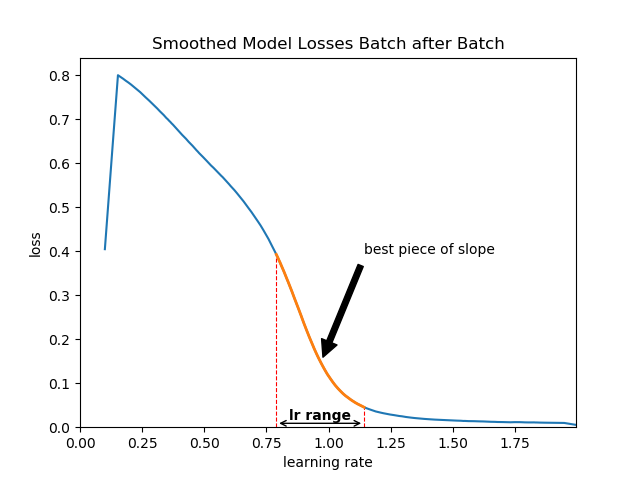 Smoothed Model Losses Batch after Batch
loss
0.8
0.7
0.6
0.5
0.4
0.3
0.2
0.1
0.0
best piece of slope
lr range
0.00 0.25 0.50 0.75 1.00 1.25 1.50 1.75
learning rate